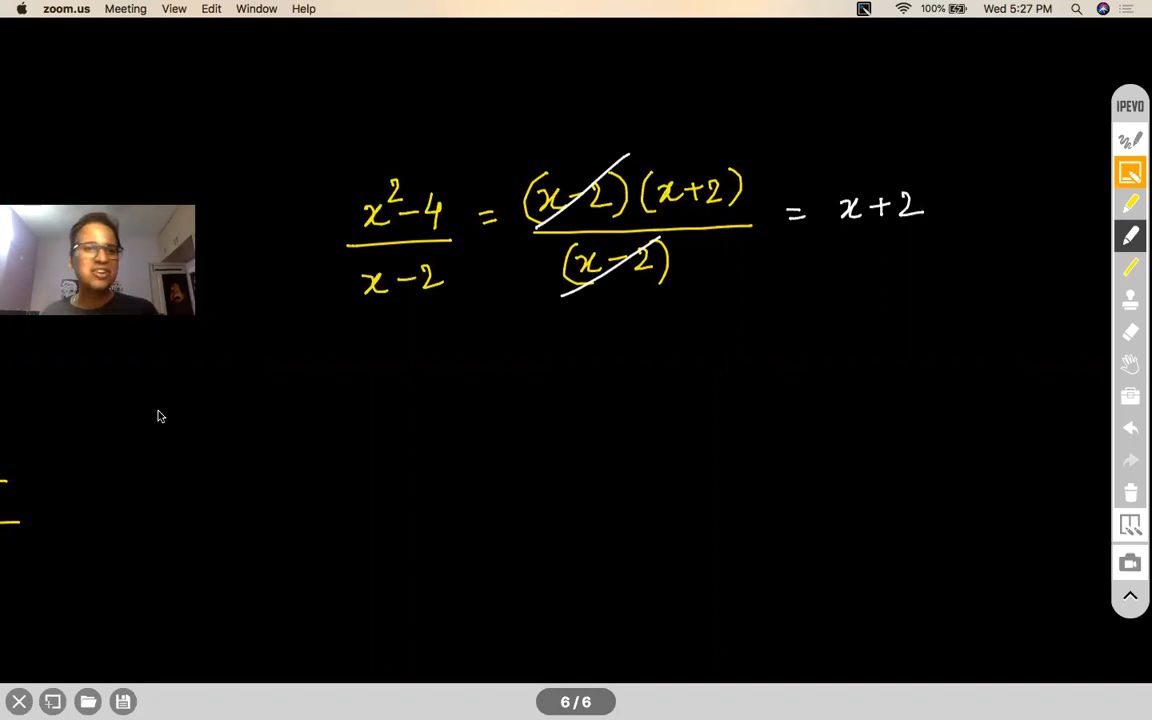 zoom.us Meeting View Edit Window Help 100% Wed 5:27 PM
IPEVO
x²-4 / x-2 = (x-2)(x+2) / (x-2) = x+2
6/6